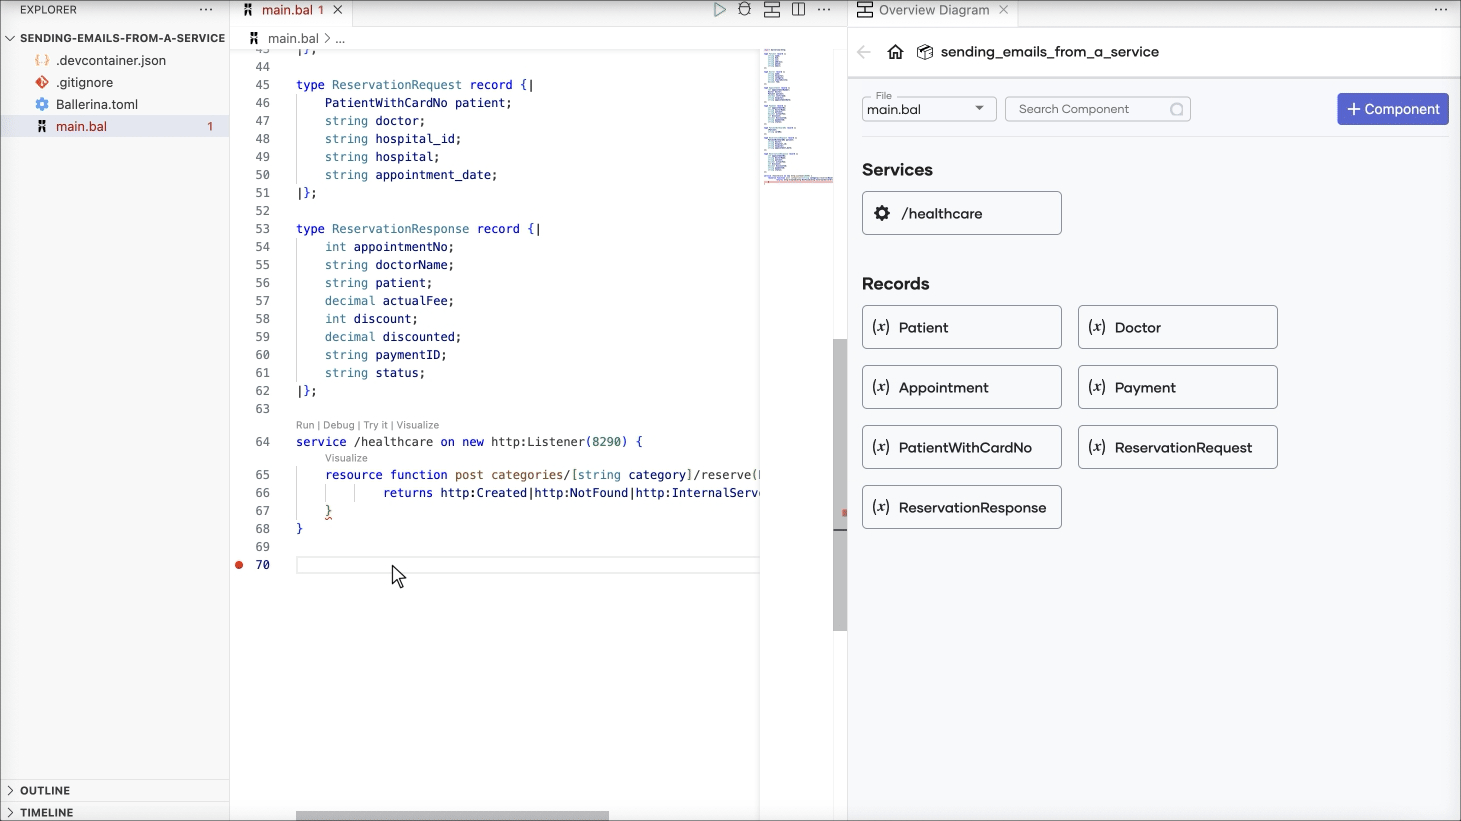 EXPLORER
SENDING-EMAILS-FROM-A-SERVICE
.devcontainer.json
.gitignore
Ballerina.toml
main.bal 1
OUTLINE
TIMELINE
main.bal 1
main.bal > ...
44
45 type ReservationRequest record {|
46 PatientWithCardNo patient;
47 string doctor;
48 string hospital_id;
49 string hospital;
50 string appointment_date;
51 |};
52
53 type ReservationResponse record {|
54 int appointmentNo;
55 string doctorName;
56 string patient;
57 decimal actualFee;
58 int discount;
59 decimal discounted;
60 string paymentID;
61 string status;
62 |};
63
Run | Debug | Try it | Visualize
64 service /healthcare on new http:Listener(8290) {
Visualize
65 resource function post categories/[string category]/reserve(
66 returns http:Created|http:NotFound|http:InternalServ
67 }
68 }
69
70
Overview Diagram
sending_emails_from_a_service
File
main.bal
Search Component
+ Component
Services
/healthcare
Records
(x) Patient
(x) Doctor
(x) Appointment
(x) Payment
(x) PatientWithCardNo
(x) ReservationRequest
(x) ReservationResponse